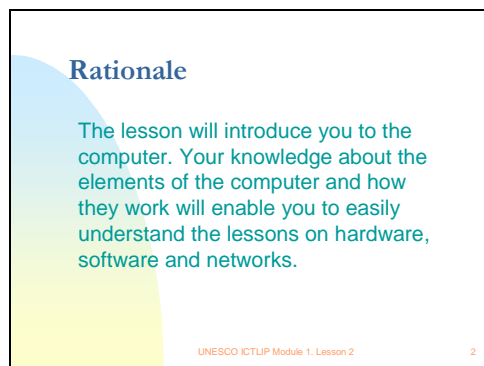 Rationale
The lesson will introduce you to the
computer. Your knowledge about the
elements of the computer and how
they work will enable you to easily
understand the lessons on hardware,
software and networks.
UNESCO ICTLIP Module 1. Lesson 2
2